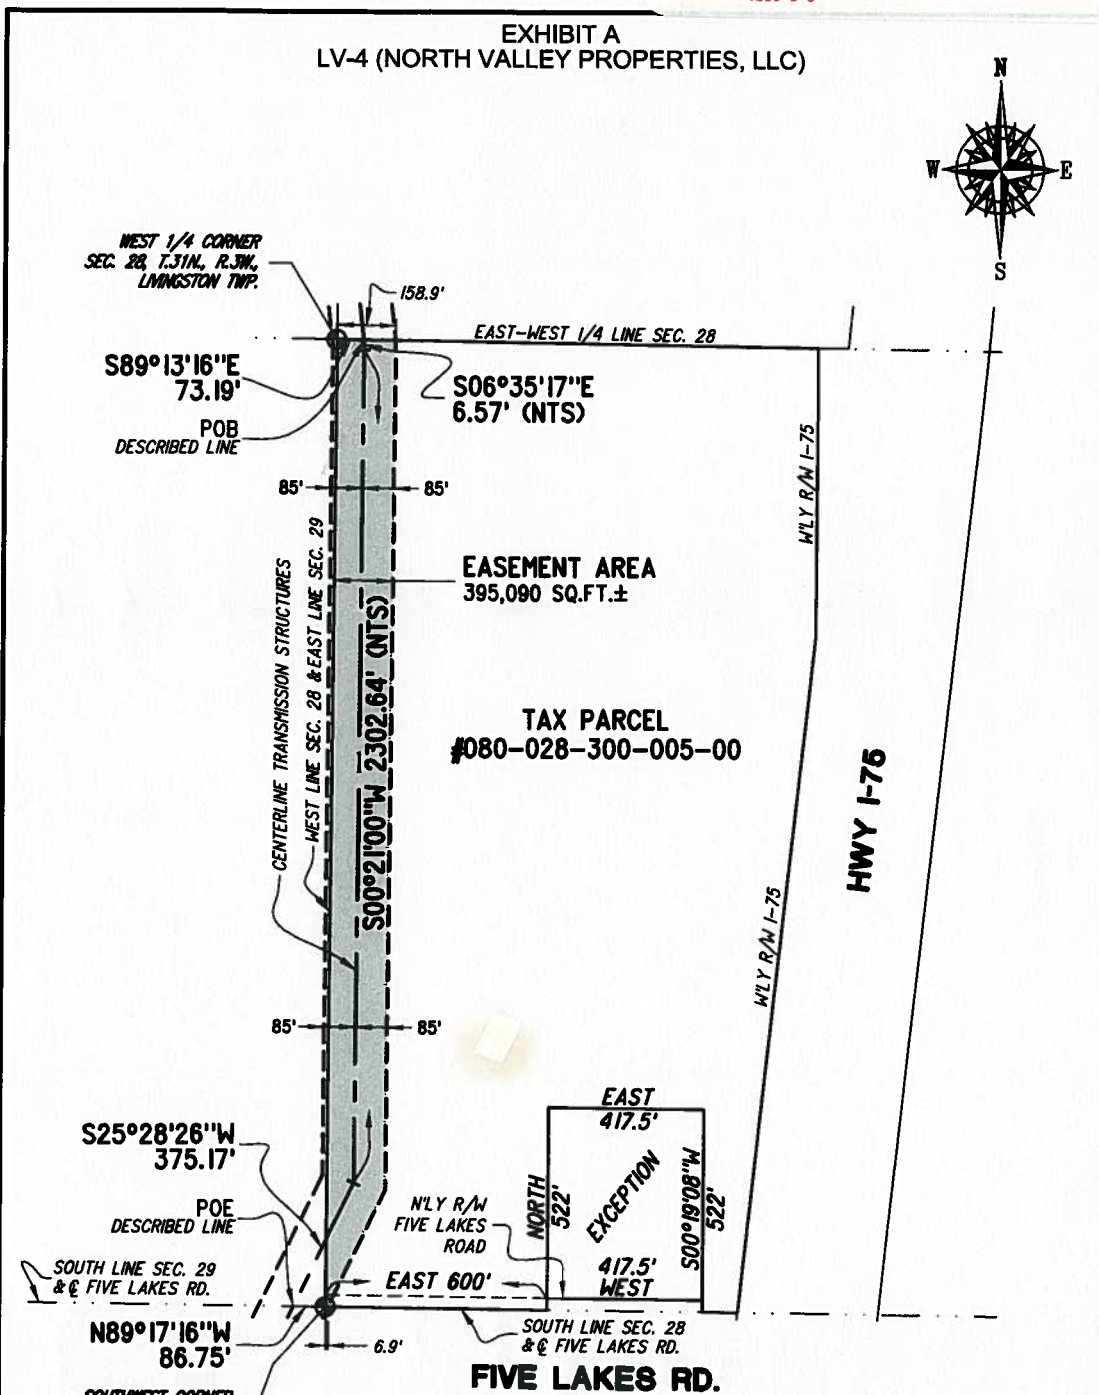 EXHIBIT A
LV-4 (NORTH VALLEY PROPERTIES, LLC)
N
W
E
S
WEST 1/4 CORNER
SEC. 28, T.31N., R.3W.,
LIVINGSTON TWP.
158.9'
EAST-WEST 1/4 LINE SEC. 28
S89°13'16"E
73.19'
S06°35'17"E
6.57' (NTS)
POB
DESCRIBED LINE
W'LY R/W I-75
85'
85'
EASEMENT AREA
395,090 SQ.FT.±
CENTERLINE TRANSMISSION STRUCTURES
WEST LINE SEC. 28 & EAST LINE SEC. 29
S00°21'00"W 2302.64' (NTS)
TAX PARCEL
#080-028-300-005-00
HWY I-75
W'LY R/W I-75
85'
85'
EAST
417.5'
S25°28'26"W
375.17'
NORTH
522'
EXCEPTION
S00°19'08"W
522'
POE
DESCRIBED LINE
N'LY R/W
FIVE LAKES
ROAD
417.5'
WEST
SOUTH LINE SEC. 29
& ℄ FIVE LAKES RD.
EAST 600'
N89°17'16"W
86.75'
6.9'
SOUTH LINE SEC. 28
& ℄ FIVE LAKES RD.
FIVE LAKES RD.
SOUTHWEST CORNER